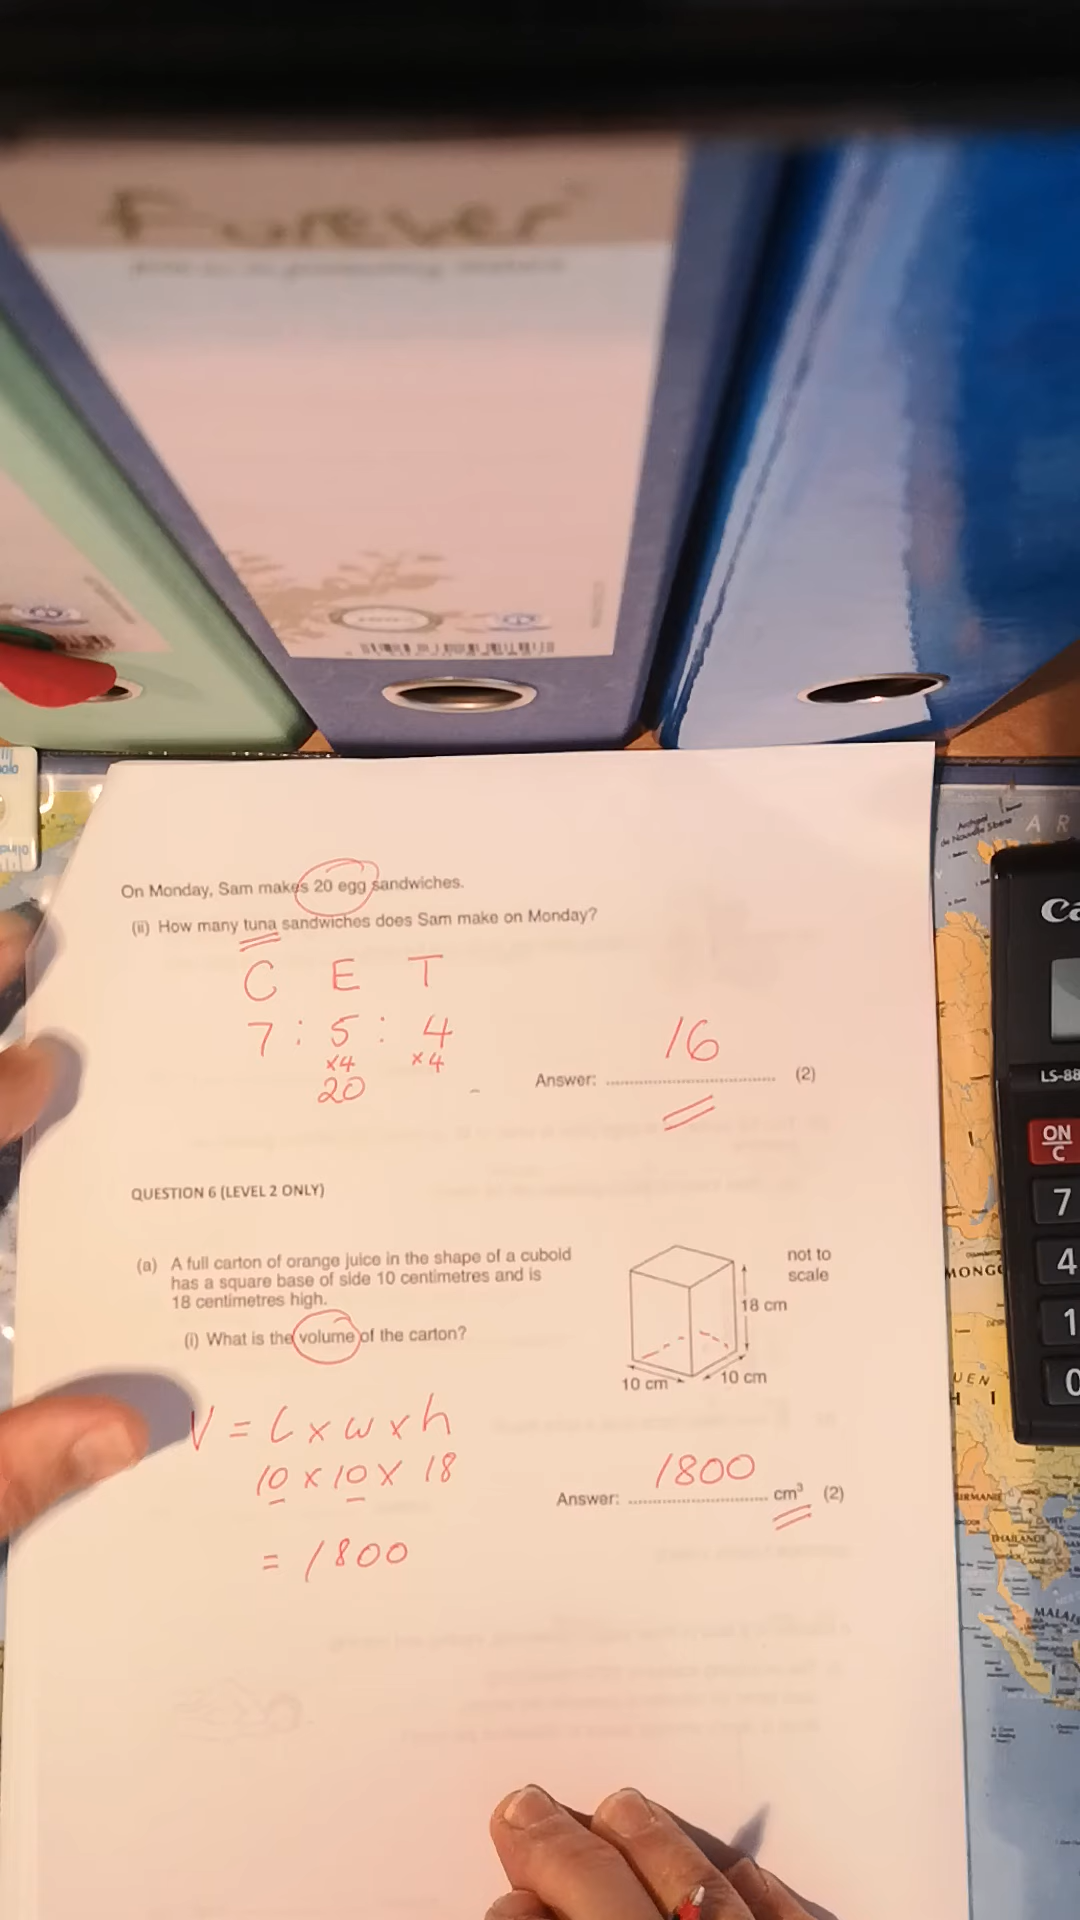 Forever
On Monday, Sam makes 20 egg sandwiches.
(ii) How many tuna sandwiches does Sam make on Monday?
C E T
7 : 5 : 4
×4 ×4
20
16
Answer: (2)
QUESTION 6 (LEVEL 2 ONLY)
(a) A full carton of orange juice in the shape of a cuboid
has a square base of side 10 centimetres and is
18 centimetres high.
(i) What is the volume of the carton?
not to
scale
18 cm
10 cm
10 cm
V = L × w × h
10 × 10 × 18
= 1800
1800
Answer: cm³ (2)
Ca
LS-88
ON
C
7
4
1
0
A R
MONG
UEN
H I
THAILAND
MALAIS